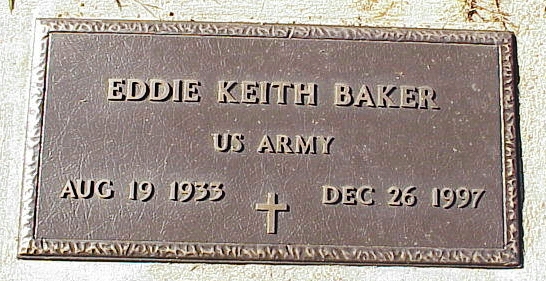 EDDIE KEITH BAKER
US ARMY
AUG 19 1933 DEC 26 1997